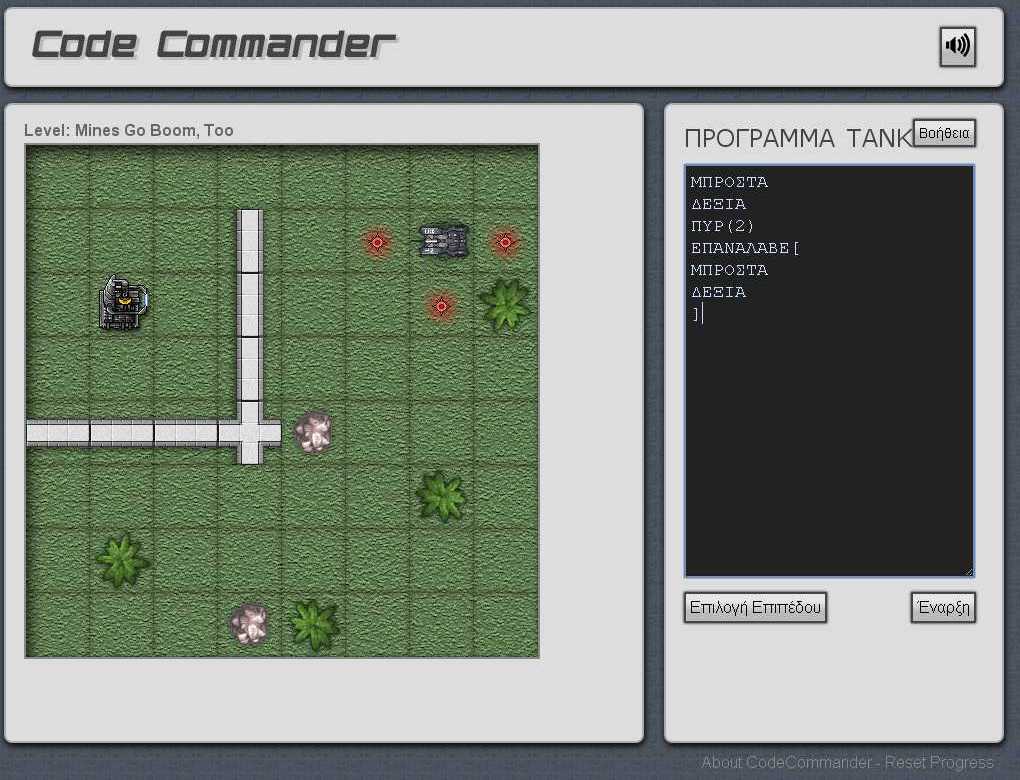 Code Commander
Level: Mines Go Boom, Too
ΠΡΟΓΡΑΜΜΑ TANK
Βοήθεια
ΜΠΡΟΣΤΑ
ΔΕΞΙΑ
ΠΥΡ(2)
ΕΠΑΝΑΛΑΒΕ[
ΜΠΡΟΣΤΑ
ΔΕΞΙΑ
]
Επιλογή Επιπέδου
Έναρξη
About CodeCommander - Reset Progress